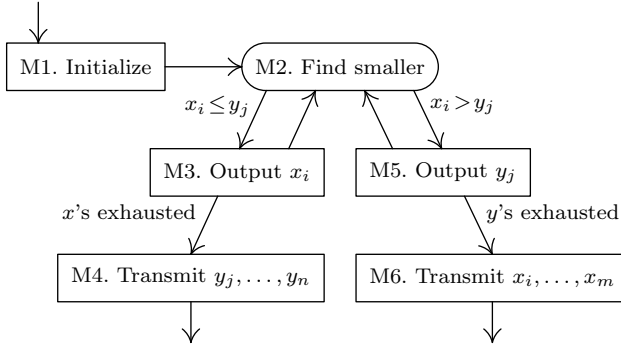 M1. Initialize
M2. Find smaller
x_i ≤ y_j
x_i > y_j
M3. Output x_i
M5. Output y_j
x's exhausted
y's exhausted
M4. Transmit y_j, . . . , y_n
M6. Transmit x_i, . . . , x_m